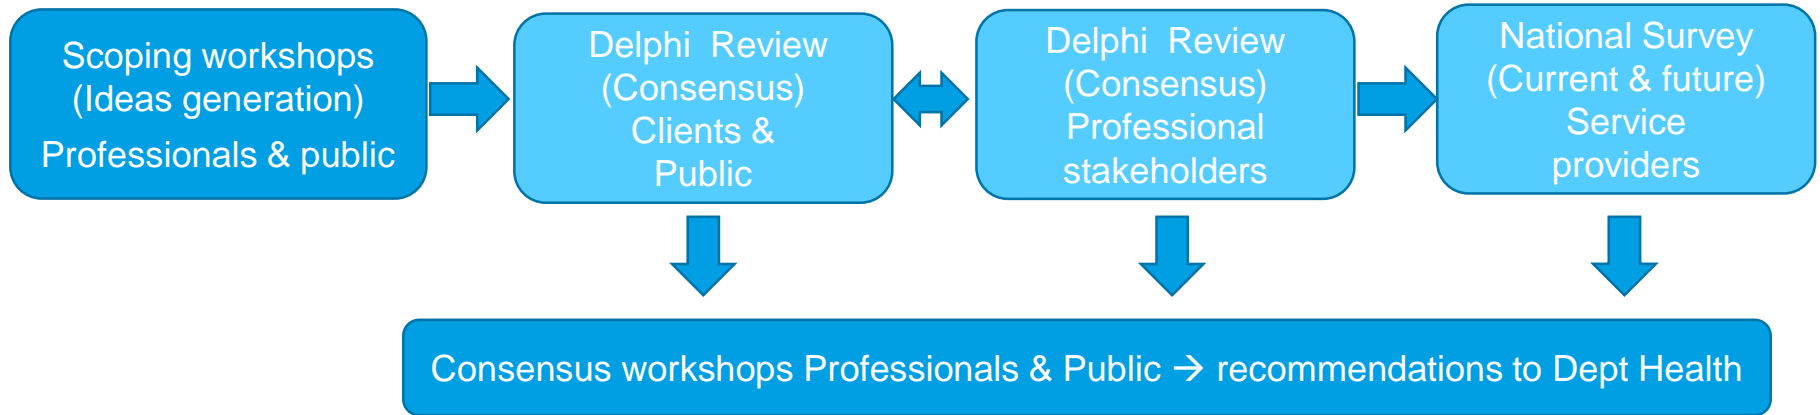 Scoping workshops
(Ideas generation)
Professionals & public
Delphi Review
(Consensus)
Clients &
Public
Delphi Review
(Consensus)
Professional
stakeholders
National Survey
(Current & future)
Service
providers
Consensus workshops Professionals & Public → recommendations to Dept Health